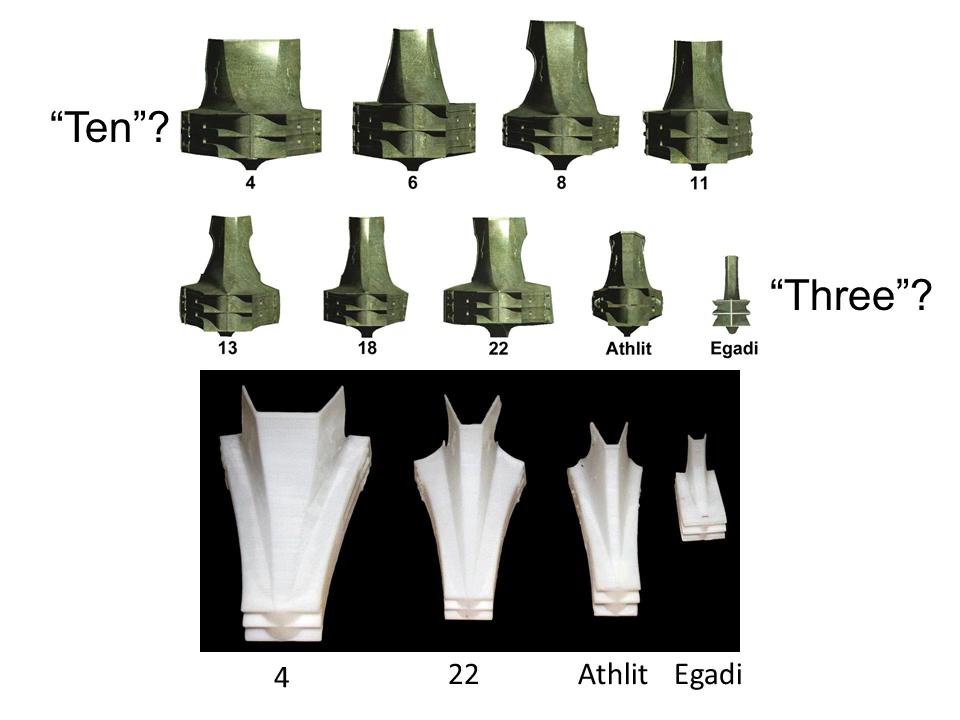 “Ten”?
4
6
8
11
13
18
22
Athlit
Egadi
“Three”?
4
22
Athlit
Egadi